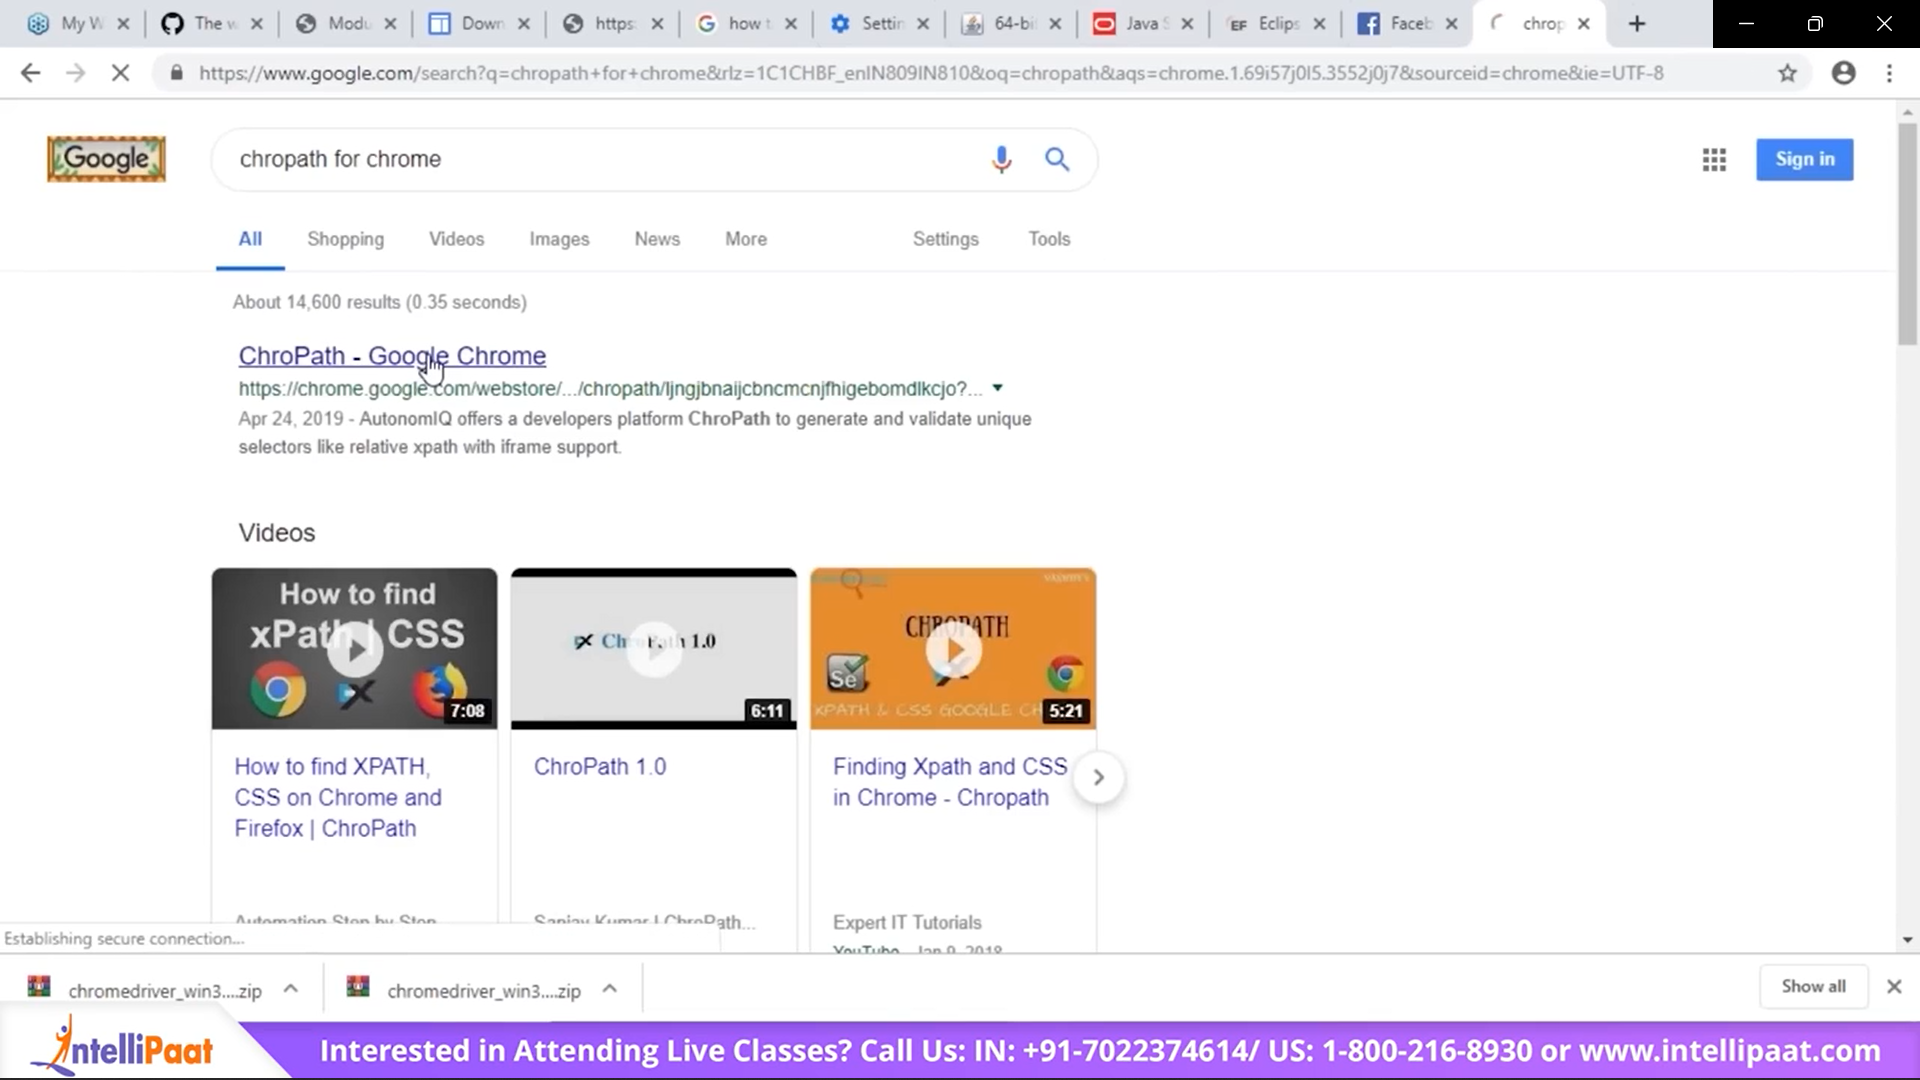 My W
The w
Modu
Down
https:
how t
Settin
64-bit
Java S
EF Eclips
Faceb
chrop
https://www.google.com/search?q=chropath+for+chrome&rlz=1C1CHBF_enIN809IN810&oq=chropath&aqs=chrome.1.69i57j0l5.3552j0j7&sourceid=chrome&ie=UTF-8
Google
chropath for chrome
Sign in
All
Shopping
Videos
Images
News
More
Settings
Tools
About 14,600 results (0.35 seconds)
ChroPath - Google Chrome
https://chrome.google.com/webstore/.../chropath/ljngjbnaijcbncmcnjfhigebomdlkcjo?...
Apr 24, 2019 - AutonomIQ offers a developers platform ChroPath to generate and validate unique
selectors like relative xpath with iframe support.
Videos
How to find
xPath | CSS
7:08
ChroPath 1.0
6:11
CHROPATH
Se
XPATH & CSS GOOGLE CH
5:21
How to find XPATH,
CSS on Chrome and
Firefox | ChroPath
ChroPath 1.0
Finding Xpath and CSS
in Chrome - Chropath
Automation Step by Step
Sanjay Kumar | ChroPath...
Expert IT Tutorials
YouTube Jan 9, 2018
Establishing secure connection...
chromedriver_win3....zip
chromedriver_win3....zip
Show all
IntelliPaat
Interested in Attending Live Classes? Call Us: IN: +91-7022374614/ US: 1-800-216-8930 or www.intellipaat.com